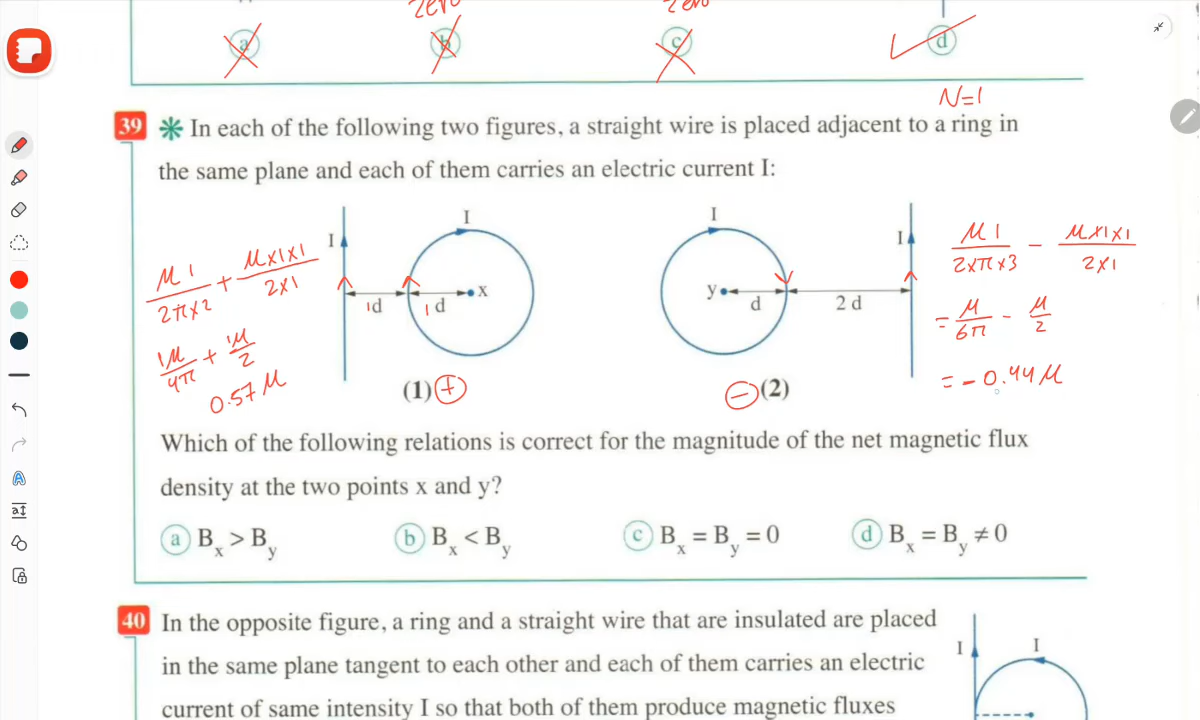 zero zero
a b c d
N=1
39 In each of the following two figures, a straight wire is placed adjacent to a ring in
the same plane and each of them carries an electric current I:
I I I I
μ1/2π×2 + μ×1×1/2×1
1μ/4π + 1μ/2
0.57 μ
1d 1d x
y d 2 d
μ1/2×π×3 - μ×1×1/2×1
= μ/6π - μ/2
= - 0.44 μ
(1) + - (2)
Which of the following relations is correct for the magnitude of the net magnetic flux
density at the two points x and y?
a Bx > By b Bx < By c Bx = By = 0 d Bx = By ≠ 0
40 In the opposite figure, a ring and a straight wire that are insulated are placed
in the same plane tangent to each other and each of them carries an electric
current of same intensity I so that both of them produce magnetic fluxes
I I